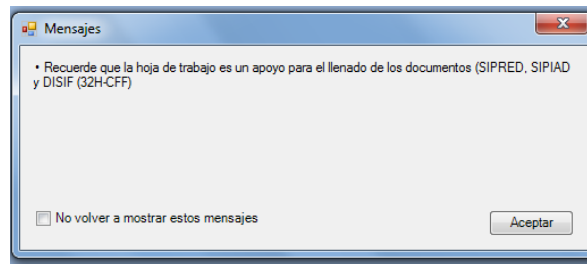 Mensajes
• Recuerde que la hoja de trabajo es un apoyo para el llenado de los documentos (SIPRED, SIPIAD
y DISIF (32H-CFF)
No volver a mostrar estos mensajes
Aceptar